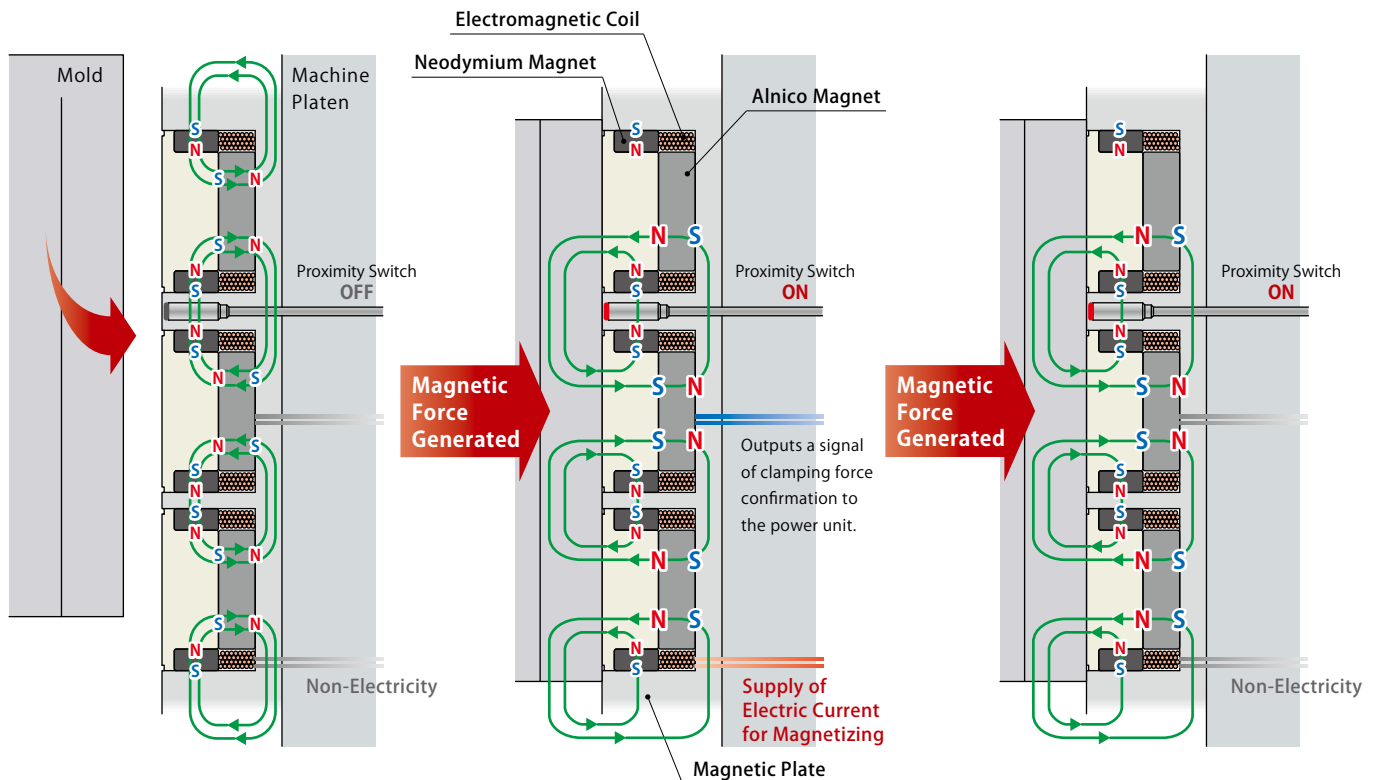 Mold
Machine
Platen
S
N
S N
S N
N
S
Proximity Switch
OFF
N
S
N S
N S
S
N
S
N
S N
S N
N
S
Non-Electricity
Electromagnetic Coil
Neodymium Magnet
Alnico Magnet
S
N
N S
N
S
Proximity Switch
ON
N
S
S N
Magnetic
Force
Generated
S N
Outputs a signal
of clamping force
confirmation to
the power unit.
S
N
S
N
N S
N S
N
S
Supply of
Electric Current
for Magnetizing
Magnetic Plate
S
N
N S
N
S
Proximity Switch
ON
N
S
S N
Magnetic
Force
Generated
S N
S
N
S
N
N S
N S
N
S
Non-Electricity